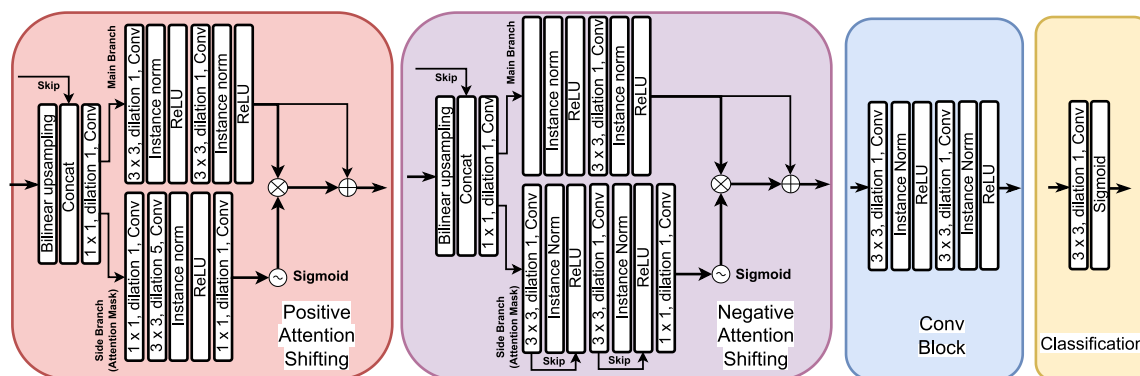 Skip
Bilinear upsampling
Concat
1 x 1, dilation 1, Conv
Main Branch
3 x 3, dilation 1, Conv
Instance norm
ReLU
3 x 3, dilation 1, Conv
Instance norm
ReLU
Side Branch
(Attention Mask)
1 x 1, dilation 1, Conv
3 x 3, dilation 5, Conv
Instance norm
ReLU
1 x 1, dilation 1, Conv
Sigmoid
Positive
Attention
Shifting
Skip
Bilinear upsampling
Concat
1 x 1, dilation 1, Conv
Main Branch
Instance norm
ReLU
3 x 3, dilation 1, Conv
Instance norm
ReLU
Side Branch
(Attention Mask)
3 x 3, dilation 1, Conv
Instance Norm
ReLU
Skip
3 x 3, dilation 1, Conv
Instance Norm
ReLU
Skip
1 x 1, dilation 1, Conv
Sigmoid
Negative
Attention
Shifting
3 x 3, dilation 1, Conv
Instance Norm
ReLU
3 x 3, dilation 1, Conv
Instance Norm
ReLU
Conv
Block
3 x 3, dilation 1, Conv
Sigmoid
Classification